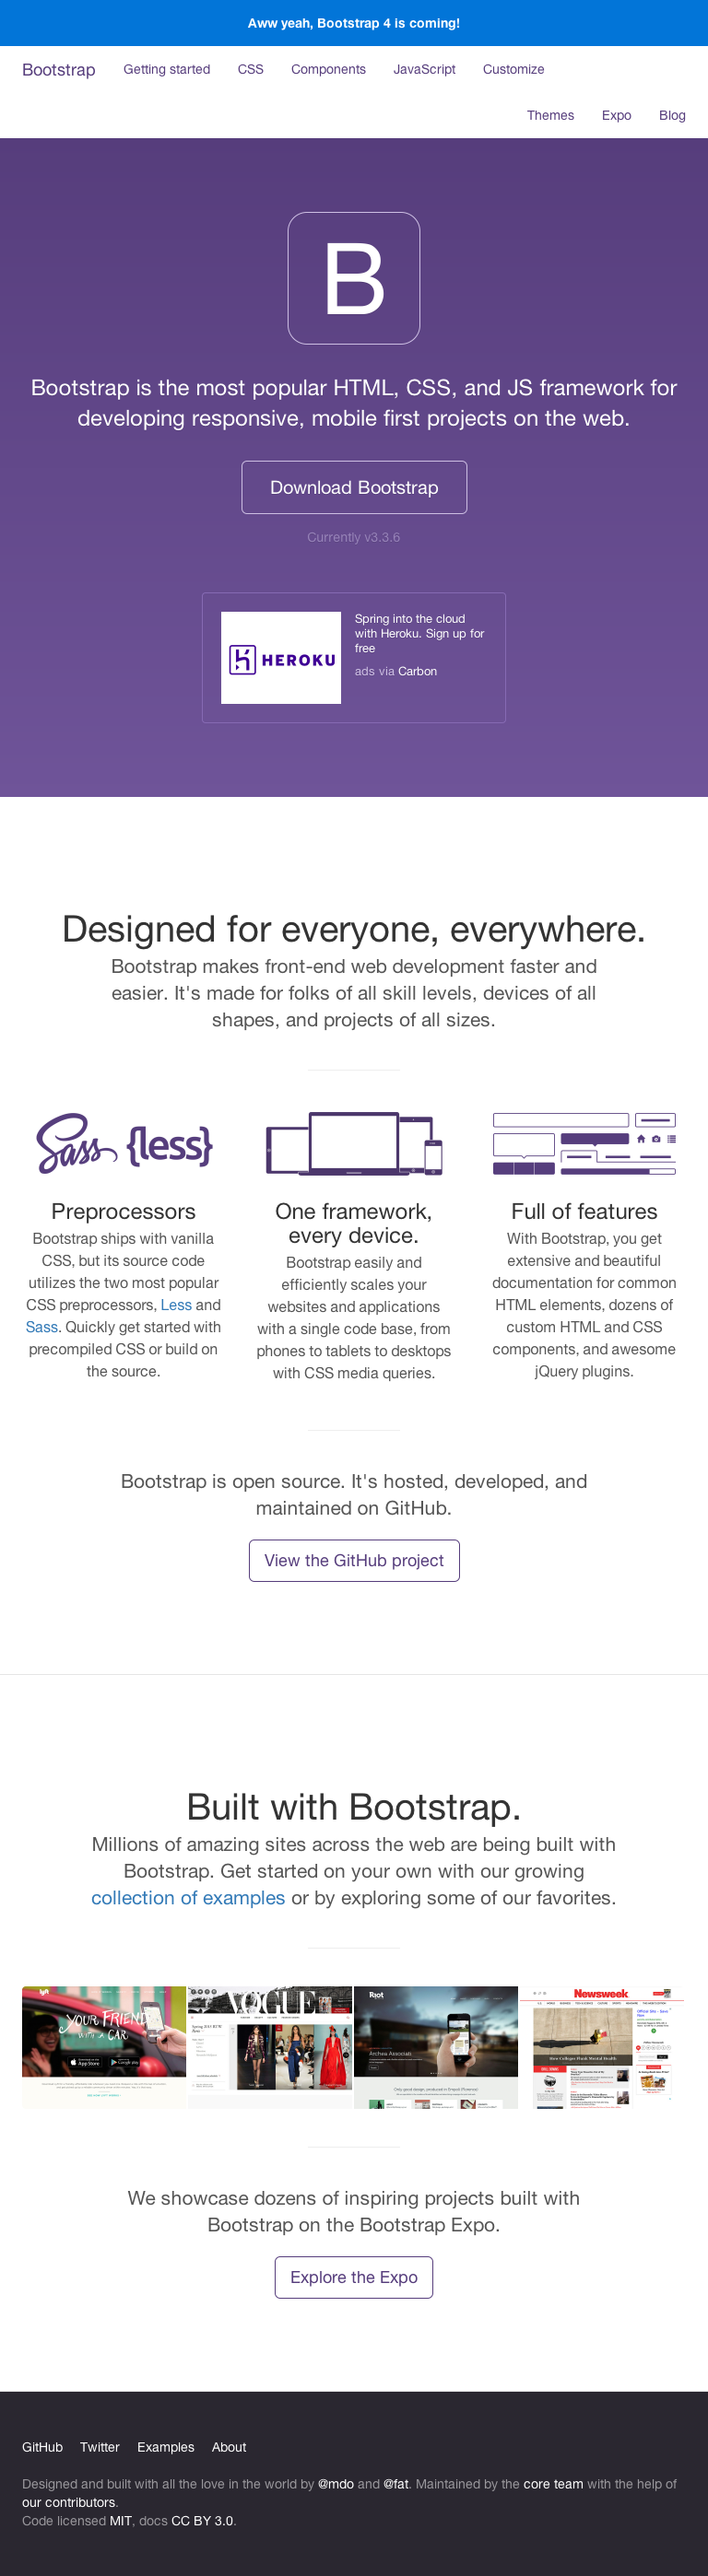 Aww yeah, Bootstrap 4 is coming!
Bootstrap Getting started CSS Components JavaScript Customize
Themes Expo Blog
B
Bootstrap is the most popular HTML, CSS, and JS framework for
developing responsive, mobile first projects on the web.
Download Bootstrap
Currently v3.3.6
HEROKU
Spring into the cloud
with Heroku. Sign up for
free
ads via Carbon
Designed for everyone, everywhere.
Bootstrap makes front-end web development faster and
easier. It's made for folks of all skill levels, devices of all
shapes, and projects of all sizes.
Sass {less}
Preprocessors
Bootstrap ships with vanilla
CSS, but its source code
utilizes the two most popular
CSS preprocessors, Less and
Sass. Quickly get started with
precompiled CSS or build on
the source.
One framework,
every device.
Bootstrap easily and
efficiently scales your
websites and applications
with a single code base, from
phones to tablets to desktops
with CSS media queries.
Full of features
With Bootstrap, you get
extensive and beautiful
documentation for common
HTML elements, dozens of
custom HTML and CSS
components, and awesome
jQuery plugins.
Bootstrap is open source. It's hosted, developed, and
maintained on GitHub.
View the GitHub project
Built with Bootstrap.
Millions of amazing sites across the web are being built with
Bootstrap. Get started on your own with our growing
collection of examples or by exploring some of our favorites.
lyft
YOUR FRIEND
WITH A CAR
App Store Google play
VOGUE
Riot
Newsweek
We showcase dozens of inspiring projects built with
Bootstrap on the Bootstrap Expo.
Explore the Expo
GitHub Twitter Examples About
Designed and built with all the love in the world by @mdo and @fat. Maintained by the core team with the help of
our contributors.
Code licensed MIT, docs CC BY 3.0.